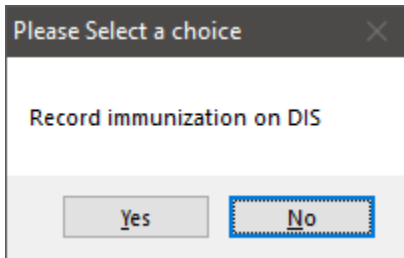 Please Select a choice
Record immunization on DIS
Yes
No